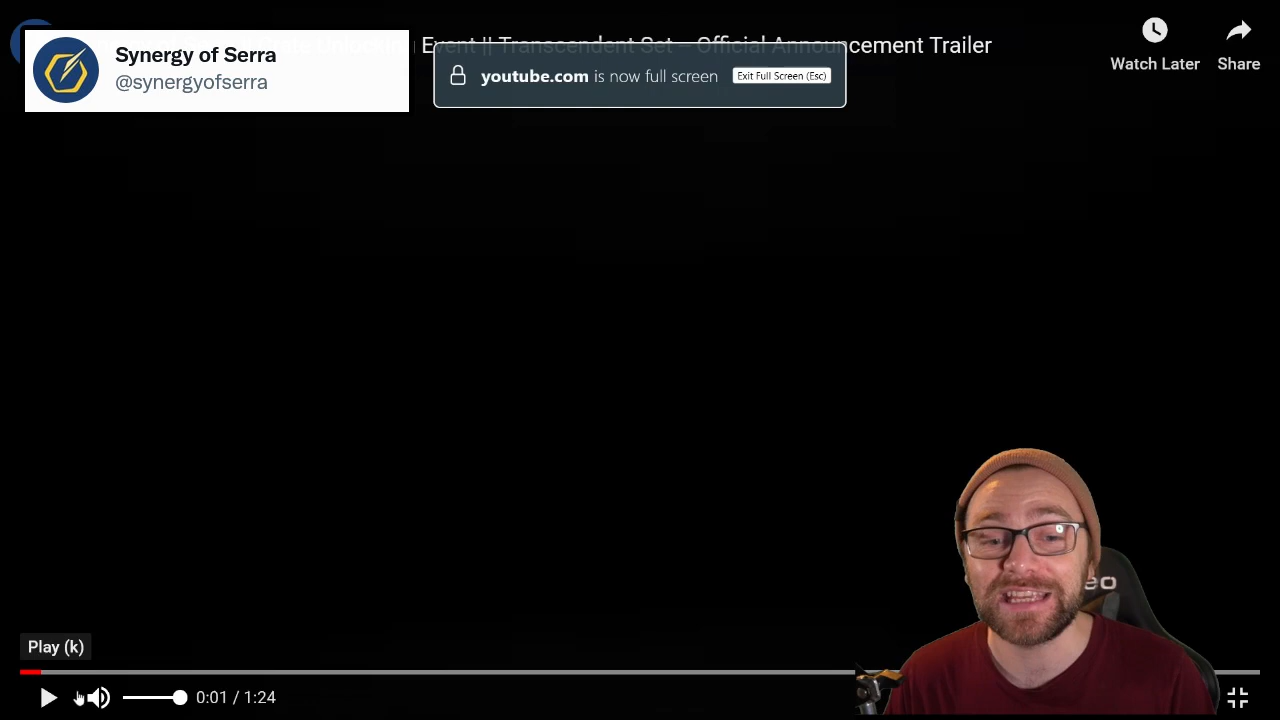 Event || Transcendent Set – Official Announcement Trailer
Synergy of Serra
@synergyofserra
youtube.com is now full screen
Exit Full Screen (Esc)
Watch Later
Share
Play (k)
0:01 / 1:24